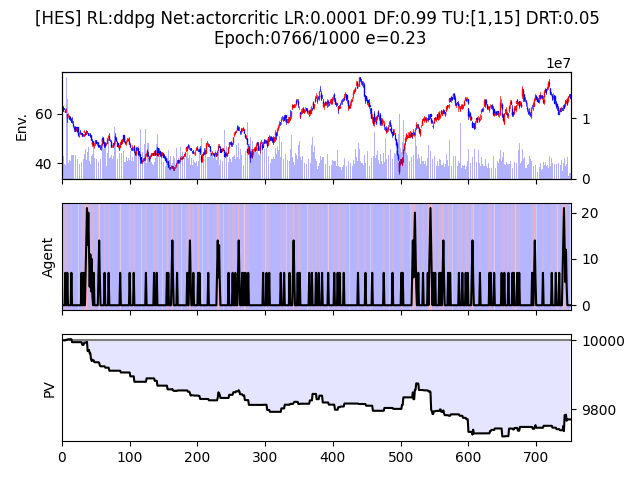 [HES] RL:ddpg Net:actorcritic LR:0.0001 DF:0.99 TU:[1,15] DRT:0.05
Epoch:0766/1000 e=0.23
1e7
Env.
60
40
1
0
Agent
20
10
0
PV
10000
9800
0 100 200 300 400 500 600 700